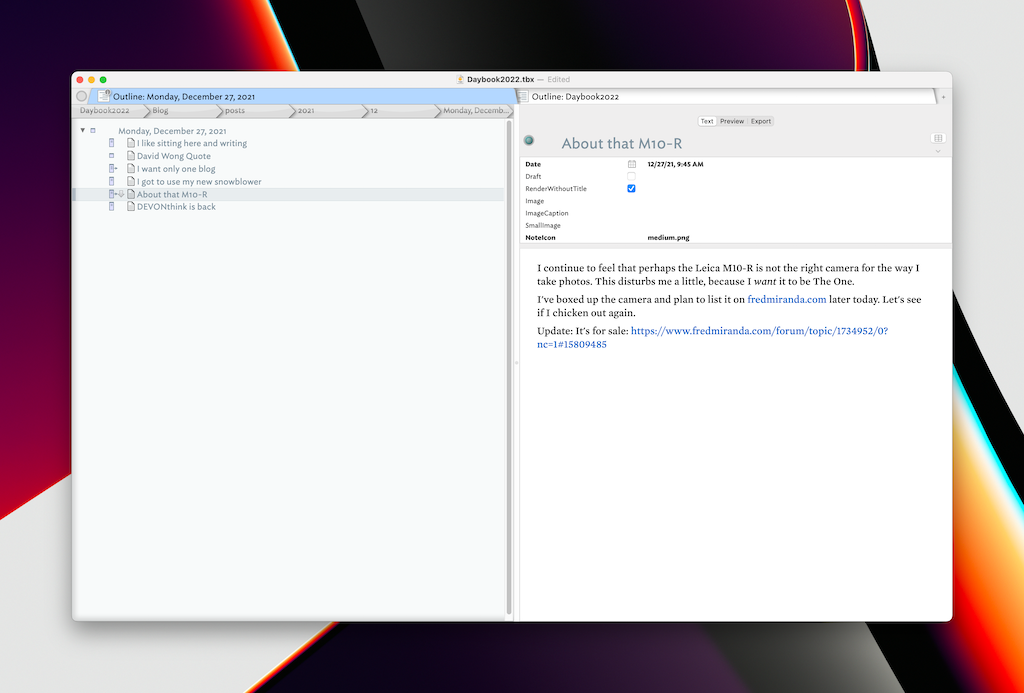 Daybook2022.tbx — Edited
Outline: Monday, December 27, 2021
Outline: Daybook2022
+
Daybook2022 Blog posts 2021 12 Monday, Decemb...
Monday, December 27, 2021
I like sitting here and writing
David Wong Quote
I want only one blog
I got to use my new snowblower
About that M10-R
DEVONthink is back
Text Preview Export
About that M10-R
Date 12/27/21, 9:45 AM
Draft
RenderWithoutTitle
Image
ImageCaption
SmallImage
NoteIcon medium.png
I continue to feel that perhaps the Leica M10-R is not the right camera for the way I
take photos. This disturbs me a little, because I want it to be The One.
I've boxed up the camera and plan to list it on fredmiranda.com later today. Let's see
if I chicken out again.
Update: It's for sale: https://www.fredmiranda.com/forum/topic/1734952/0?
nc=1#15809485